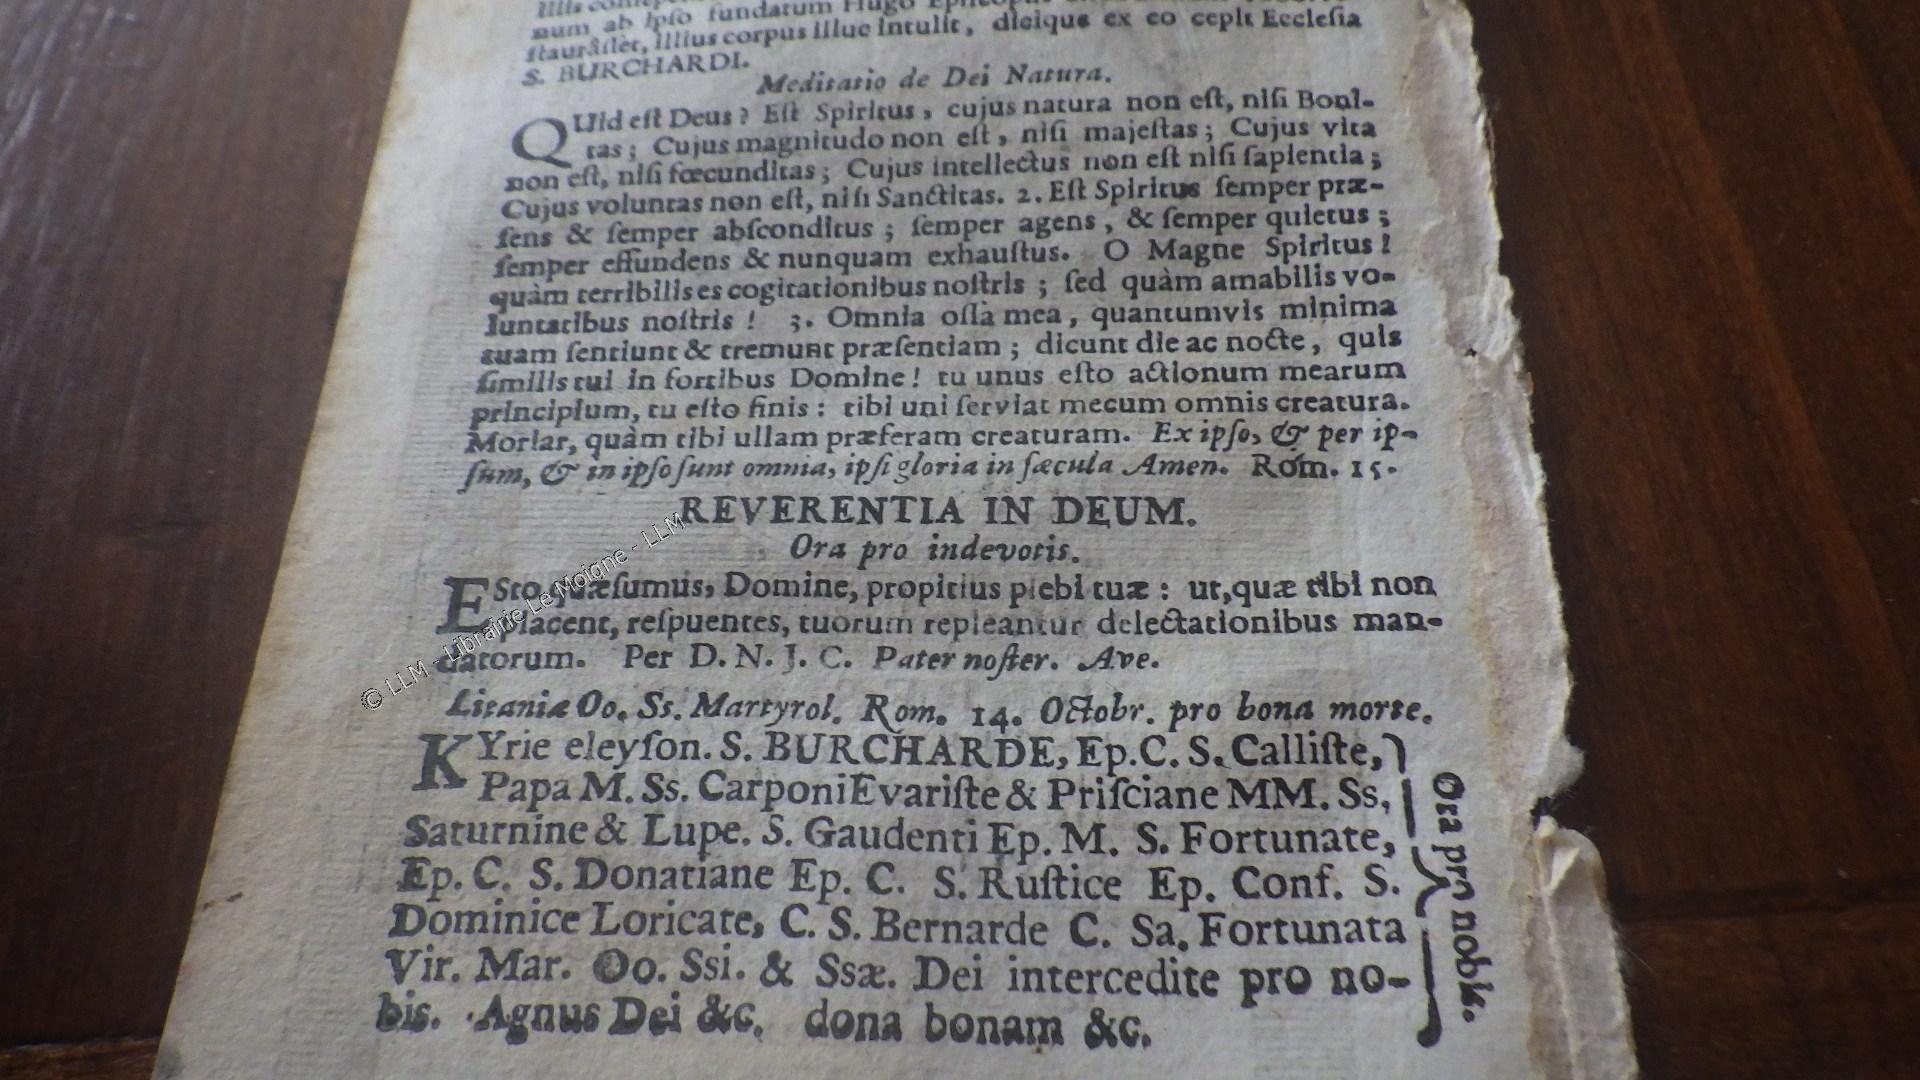 num ab ipso fundatum Hugo
ſtauraſſet, illius corpus illuc intulit, dicique ex eo cepit Eccleſia
S. BURCHARDI.
Meditatio de Dei Natura.
QUid eſt Deus? Eſt Spiritus, cujus natura non eſt, niſi Boni-
tas; Cujus magnitudo non eſt, niſi majeſtas; Cujus vita
non eſt, niſi fœcunditas; Cujus intellectus non eſt niſi ſapientia;
Cujus voluntas non eſt, niſi Sanctitas. 2. Eſt Spiritus ſemper præ-
ſens & ſemper abſconditus; ſemper agens, & ſemper quietus;
ſemper effundens & nunquam exhauſtus. O Magne Spiritus!
quàm terribilis es cogitationibus noſtris; ſed quàm amabilis vo-
luntatibus noſtris! 3. Omnia oſſa mea, quantumvis minima
tuam ſentiunt & tremunt præſentiam; dicunt die ac nocte, quis
ſimilis tui in fortibus Domine! tu unus eſto actionum mearum
principium, tu eſto finis: tibi uni ſerviat mecum omnis creatura.
Moriar, quàm tibi ullam præferam creaturam. Ex ipſo, & per ip-
ſum, & in ipſo ſunt omnia, ipſi gloria in ſæcula Amen. Rom. 15.
REVERENTIA IN DEUM.
Ora pro indevotis.
ESto, quæſumus, Domine, propitius plebi tuæ: ut, quæ tibi non
placent, reſpuentes, tuorum repleantur delectationibus man-
datorum. Per D. N. J. C. Pater noſter. Ave.
Litaniæ Oo. Ss. Martyrol. Rom. 14. Octobr. pro bona morte.
KYrie eleyſon. S. BURCHARDE, Ep. C. S. Calliſte,
Papa M. Ss. Carponi Evariſte & Priſciane MM. Ss,
Saturnine & Lupe. S. Gaudenti Ep. M. S. Fortunate,
Ep. C. S. Donatiane Ep. C. S. Ruſtice Ep. Conf. S.
Dominice Loricate, C. S. Bernarde C. Sa. Fortunata
Vir. Mar. Oo. Ssi. & Ssæ. Dei intercedite pro no-
bis. Agnus Dei &c. dona bonam &c.
Ora pro nobis.
© LLM - Librairie Le Moigne - LLM